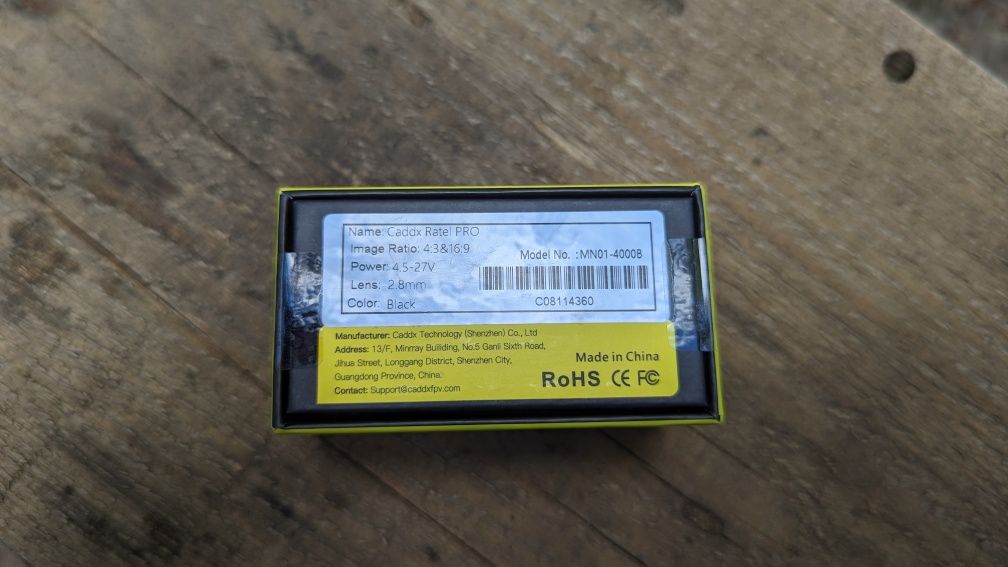 Name: Caddx Ratel PRO
Image Ratio: 4:3&16:9
Power: 4.5-27V
Lens: 2.8mm
Color: Black
Model No. :MN01-4000B
C08114360
Manufacturer: Caddx Technology (Shenzhen) Co., Ltd
Address: 13/F, Minrray Builiding, No.5 Ganli Sixth Road,
Jihua Street, Longgang District, Shenzhen City,
Guangdong Province, China.
Contact: Support@caddxfpv.com
Made in China
RoHS CE FC